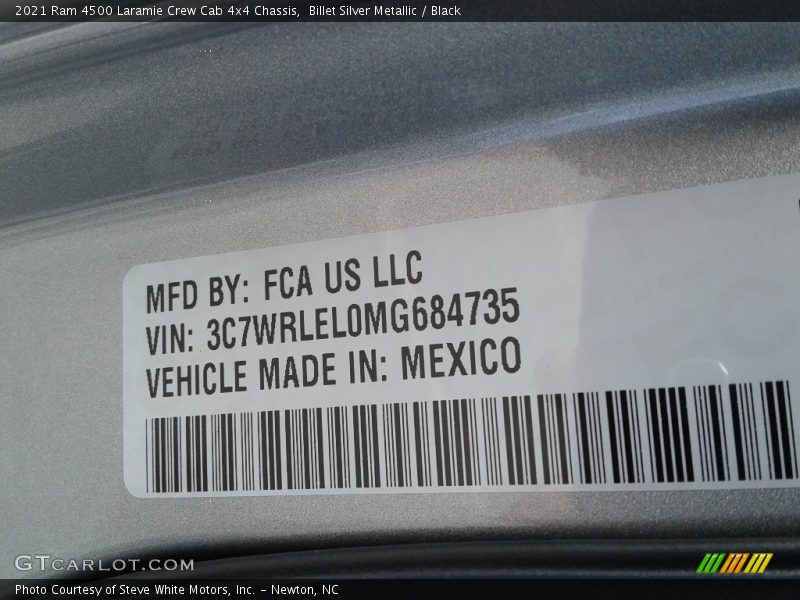 2021 Ram 4500 Laramie Crew Cab 4x4 Chassis,  Billet Silver Metallic / Black
MFD BY: FCA US LLC
VIN: 3C7WRLEL0MG684735
VEHICLE MADE IN: MEXICO
GTCARLOT.COM
Photo Courtesy of Steve White Motors, Inc. – Newton, NC